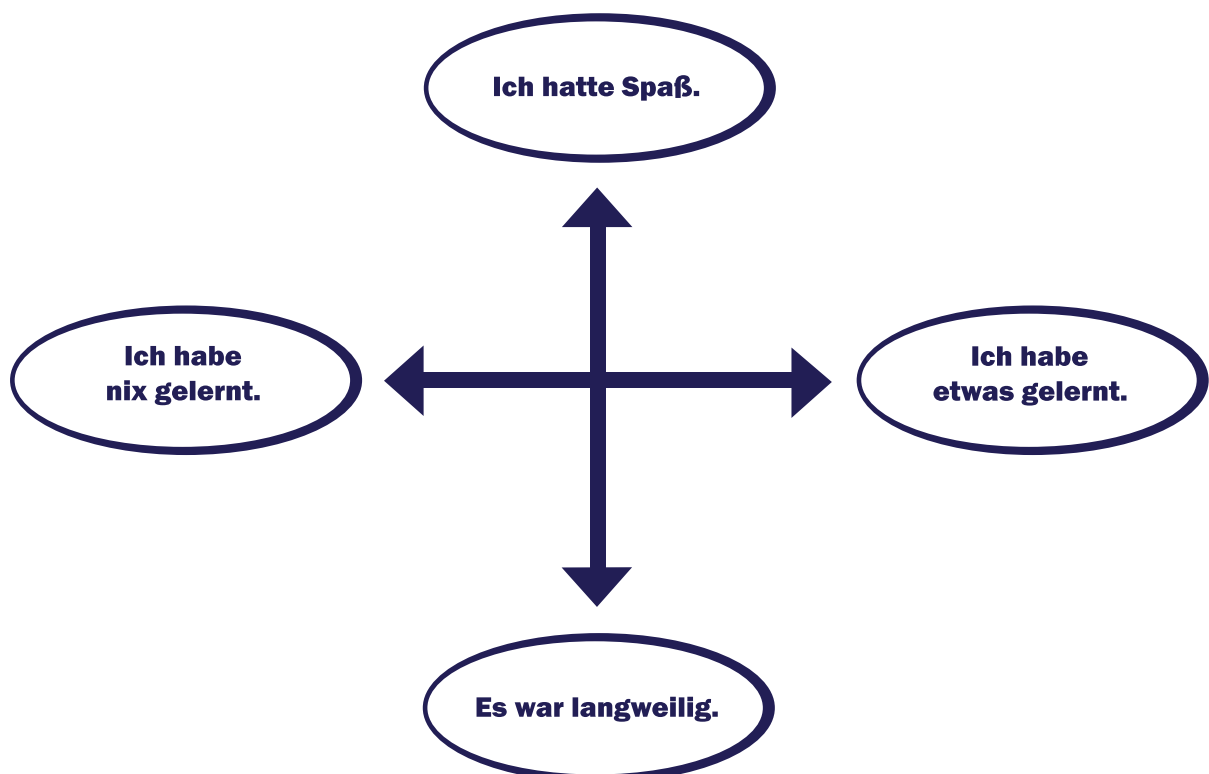 Ich hatte Spaß.
Ich habe
nix gelernt.
Ich habe
etwas gelernt.
Es war langweilig.